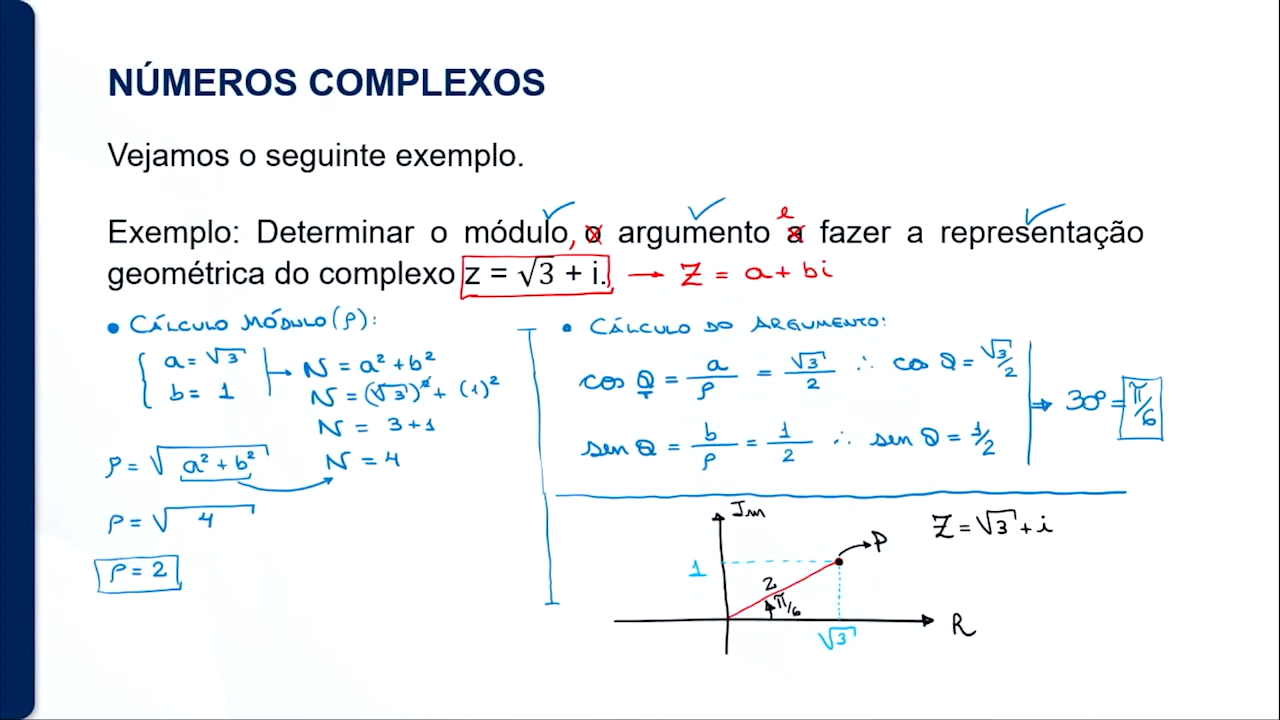 NÚMEROS COMPLEXOS
Vejamos o seguinte exemplo.
e
Exemplo: Determinar o módulo, o argumento a fazer a representação
geométrica do complexo z = √3 + i. → Z = a + bi
• CÁLCULO MÓDULO (ρ):
a = √3
b = 1
N = a² + b²
N = (√3)² + (1)²
N = 3 + 1
N = 4
ρ = √a² + b²
ρ = √4
ρ = 2
• CÁLCULO DO ARGUMENTO:
cos θ = a/ρ = √3/2 ∴ cos θ = √3/2
sen θ = b/ρ = 1/2 ∴ sen θ = 1/2
⇒ 30º = π/6
Im
Z = √3 + i
P
1
2
π/6
R
√3